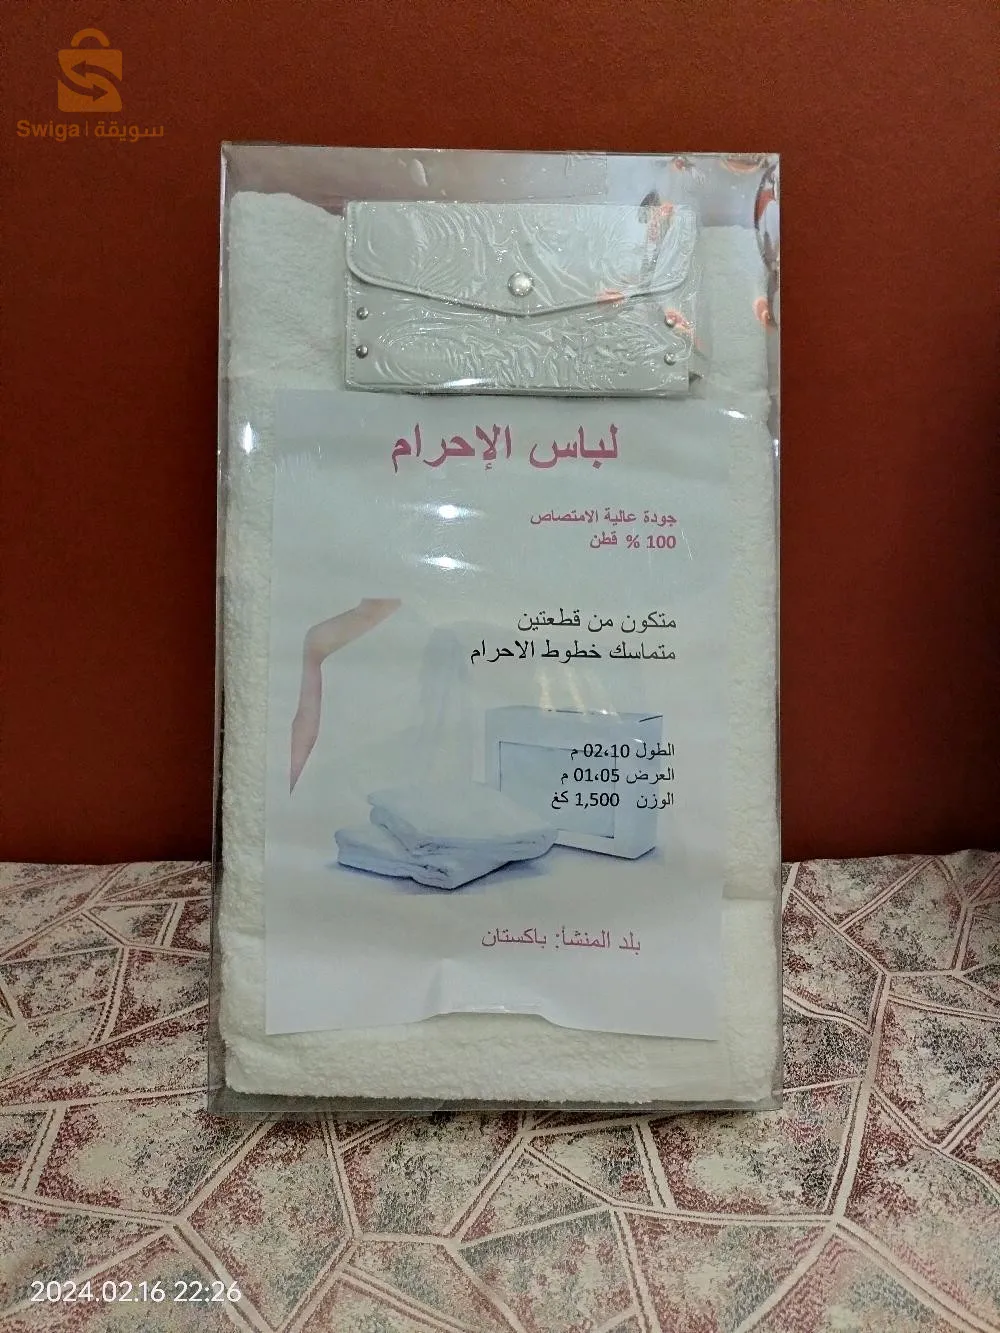 Swiga | سويقة
لباس الإحرام
جودة عالية الامتصاص
100 % قطن
متكون من قطعتين
متماسك خطوط الاحرام
الطول 02،10 م
العرض 01،05 م
الوزن 1,500 كغ
بلد المنشأ: باكستان
2024.02.16 22:26